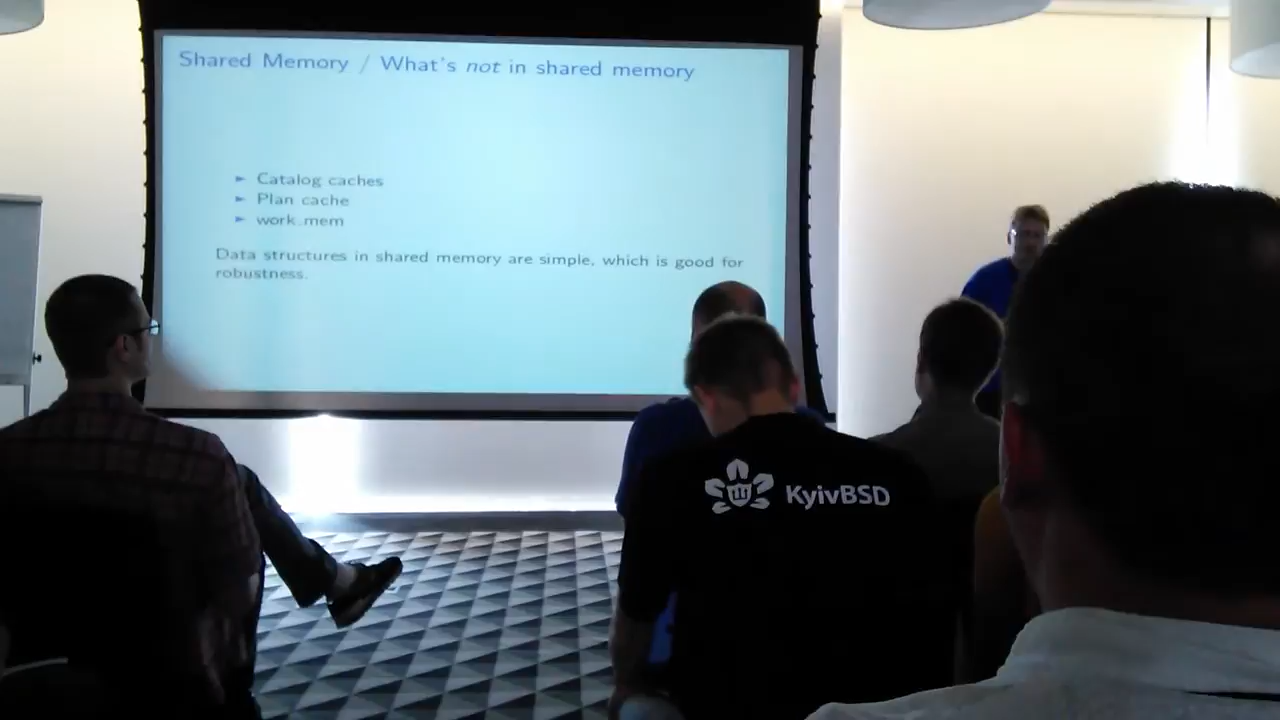 Shared Memory / What's not in shared memory
► Catalog caches
► Plan cache
► work_mem
Data structures in shared memory are simple, which is good for
robustness.
KyivBSD